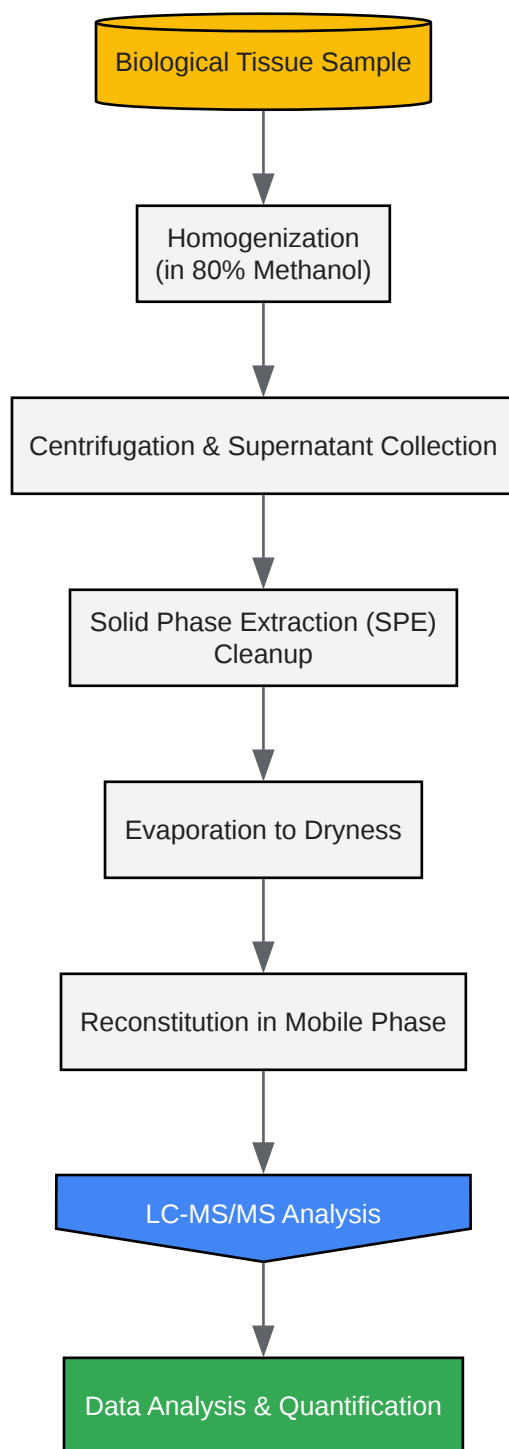 Biological Tissue Sample
Homogenization
(in 80% Methanol)
Centrifugation & Supernatant Collection
Solid Phase Extraction (SPE)
Cleanup
Evaporation to Dryness
Reconstitution in Mobile Phase
LC-MS/MS Analysis
Data Analysis & Quantification